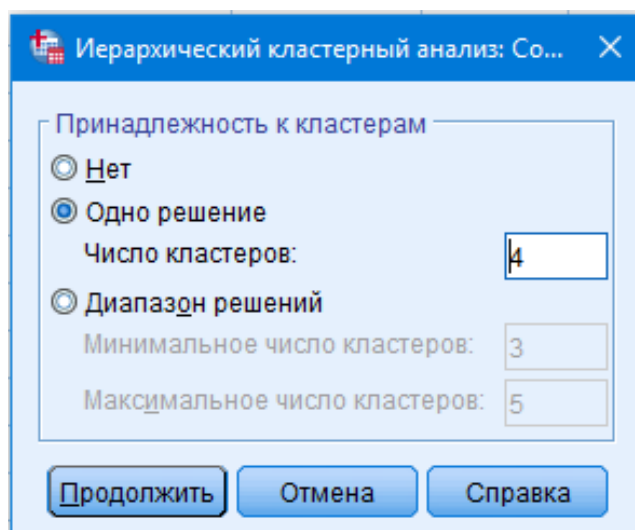 Иерархический кластерный анализ: Со...
Принадлежность к кластерам
Нет
Одно решение
Число кластеров: 4
Диапазон решений
Минимальное число кластеров: 3
Максимальное число кластеров: 5
Продолжить Отмена Справка